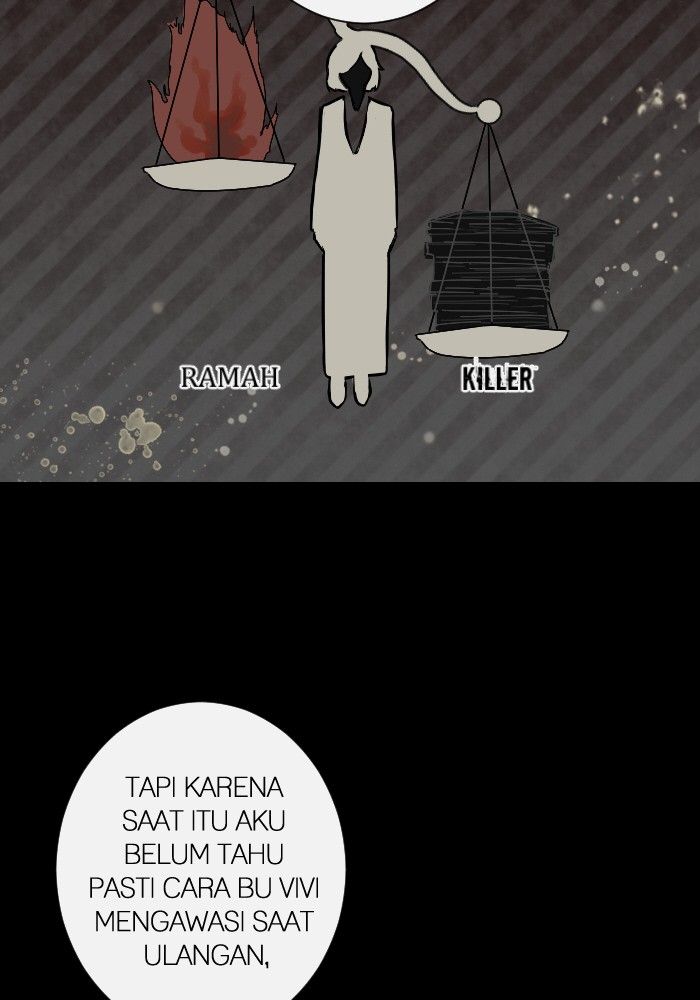 RAMAH
KILLER
TAPI KARENA
SAAT ITU AKU
BELUM TAHU
PASTI CARA BU VIVI
MENGAWASI SAAT
ULANGAN,